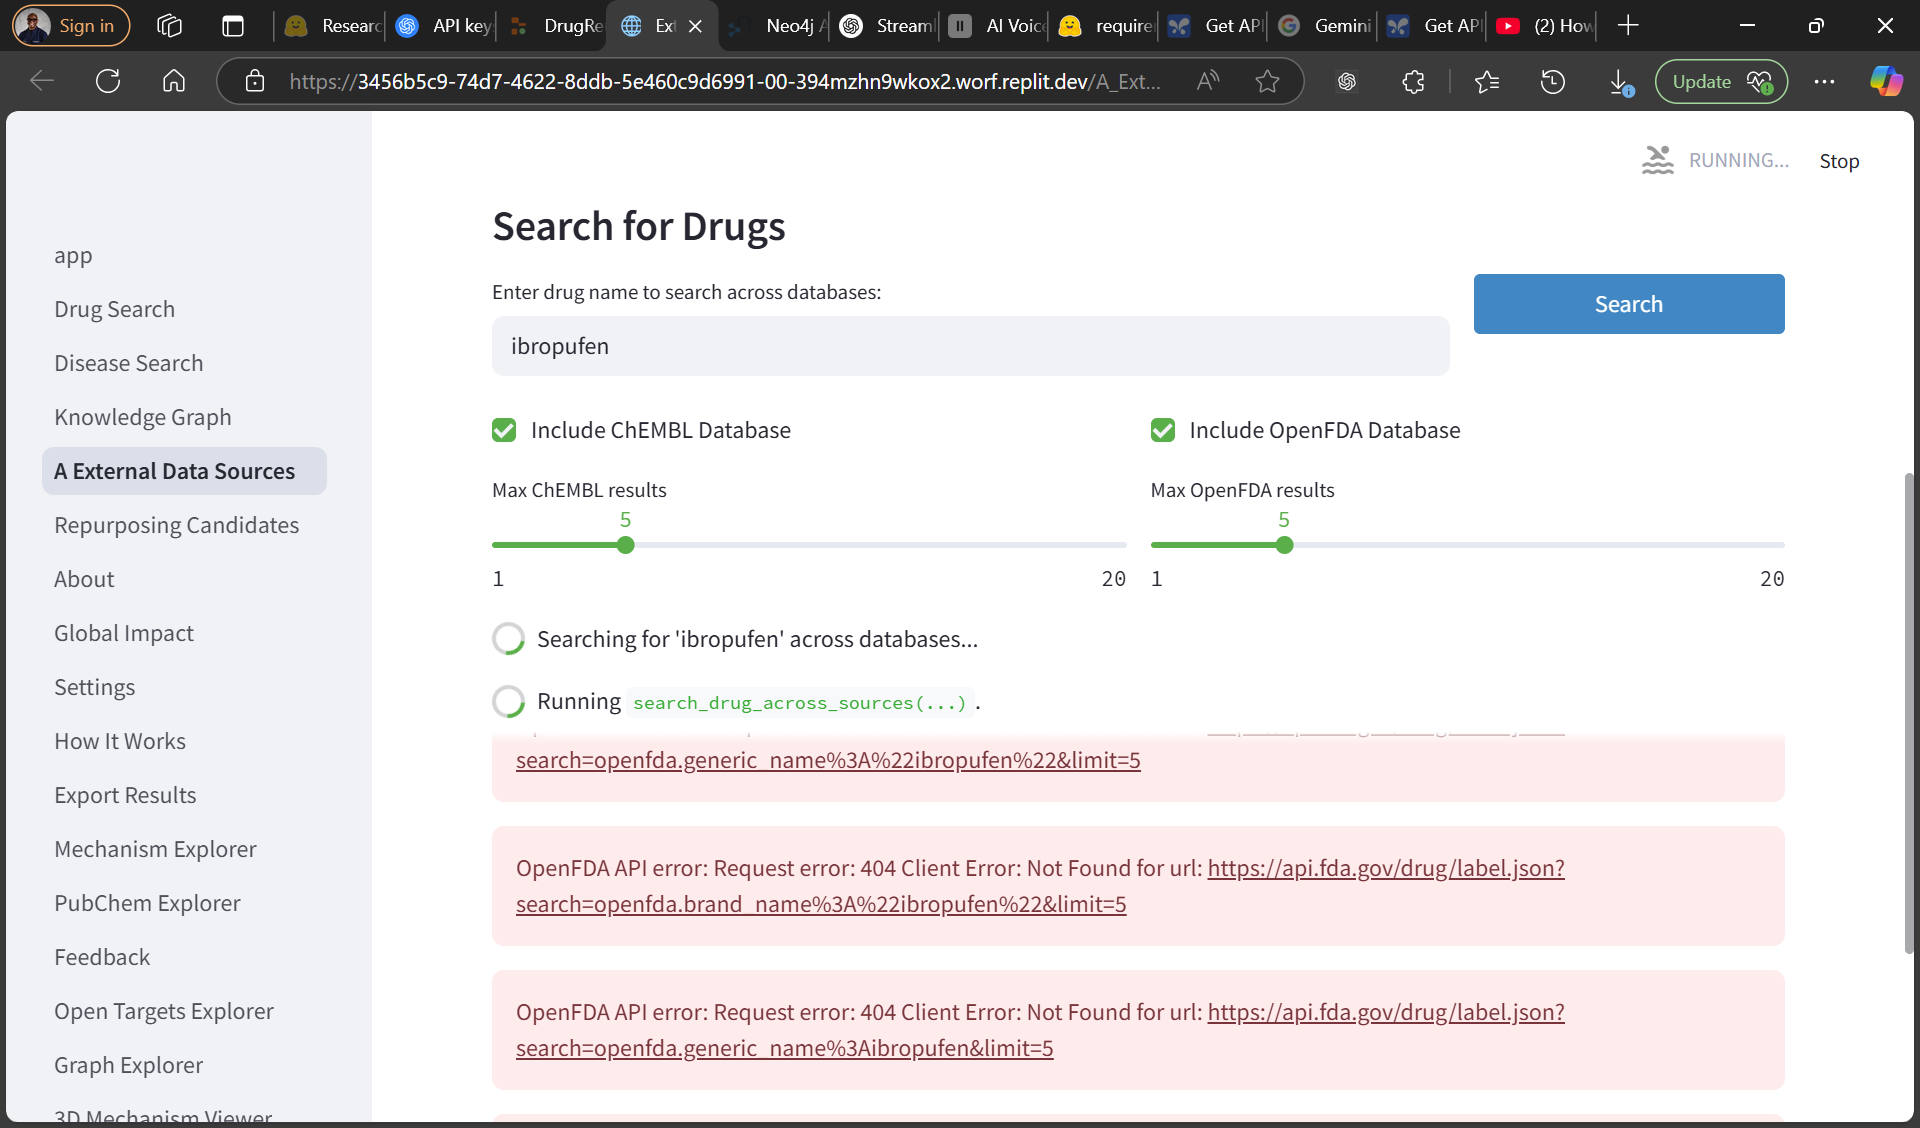 Sign in
Researc
API key
DrugRe
Ex
Neo4j A
Streaml
AI Voice
require
Get API
Gemini
Get API
(2) How
https://3456b5c9-74d7-4622-8ddb-5e460c9d6991-00-394mzhn9wkox2.worf.replit.dev/A_Ext...
Update
RUNNING...
Stop
app
Drug Search
Disease Search
Knowledge Graph
A External Data Sources
Repurposing Candidates
About
Global Impact
Settings
How It Works
Export Results
Mechanism Explorer
PubChem Explorer
Feedback
Open Targets Explorer
Graph Explorer
3D Mechanism Viewer
Search for Drugs
Enter drug name to search across databases:
ibropufen
Search
Include ChEMBL Database
Include OpenFDA Database
Max ChEMBL results
Max OpenFDA results
5
5
1
20
1
20
Searching for 'ibropufen' across databases...
Running search_drug_across_sources(...).
search=openfda.generic_name%3A%22ibropufen%22&limit=5
OpenFDA API error: Request error: 404 Client Error: Not Found for url: https://api.fda.gov/drug/label.json?
search=openfda.brand_name%3A%22ibropufen%22&limit=5
OpenFDA API error: Request error: 404 Client Error: Not Found for url: https://api.fda.gov/drug/label.json?
search=openfda.generic_name%3Aibropufen&limit=5